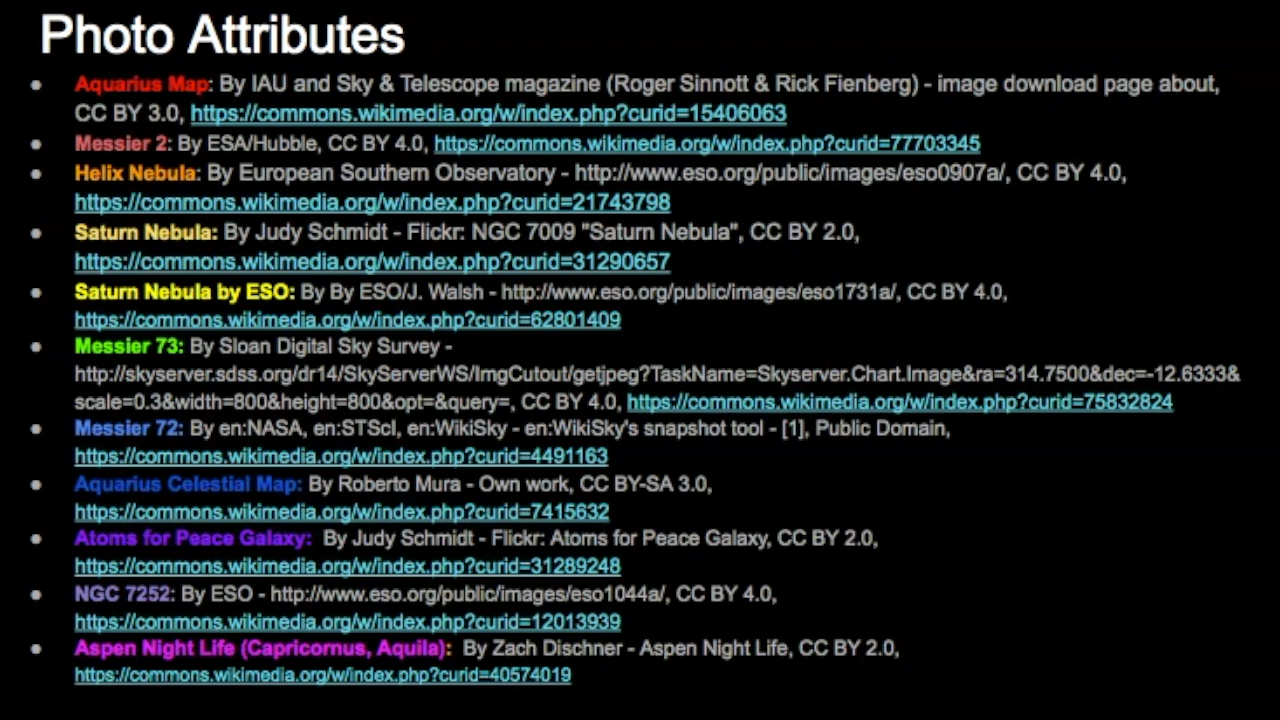 Photo Attributes
● Aquarius Map: By IAU and Sky & Telescope magazine (Roger Sinnott & Rick Fienberg) - image download page about,
CC BY 3.0, https://commons.wikimedia.org/w/index.php?curid=15406063
● Messier 2: By ESA/Hubble, CC BY 4.0, https://commons.wikimedia.org/w/index.php?curid=77703345
● Helix Nebula: By European Southern Observatory - http://www.eso.org/public/images/eso0907a/, CC BY 4.0,
https://commons.wikimedia.org/w/index.php?curid=21743798
● Saturn Nebula: By Judy Schmidt - Flickr: NGC 7009 "Saturn Nebula", CC BY 2.0,
https://commons.wikimedia.org/w/index.php?curid=31290657
● Saturn Nebula by ESO: By By ESO/J. Walsh - http://www.eso.org/public/images/eso1731a/, CC BY 4.0,
https://commons.wikimedia.org/w/index.php?curid=62801409
● Messier 73: By Sloan Digital Sky Survey -
http://skyserver.sdss.org/dr14/SkyServerWS/ImgCutout/getjpeg?TaskName=Skyserver.Chart.Image&ra=314.7500&dec=-12.6333&
scale=0.3&width=800&height=800&opt=&query=, CC BY 4.0, https://commons.wikimedia.org/w/index.php?curid=75832824
● Messier 72: By en:NASA, en:STScI, en:WikiSky - en:WikiSky's snapshot tool - [1], Public Domain,
https://commons.wikimedia.org/w/index.php?curid=4491163
● Aquarius Celestial Map: By Roberto Mura - Own work, CC BY-SA 3.0,
https://commons.wikimedia.org/w/index.php?curid=7415632
● Atoms for Peace Galaxy: By Judy Schmidt - Flickr: Atoms for Peace Galaxy, CC BY 2.0,
https://commons.wikimedia.org/w/index.php?curid=31289248
● NGC 7252: By ESO - http://www.eso.org/public/images/eso1044a/, CC BY 4.0,
https://commons.wikimedia.org/w/index.php?curid=12013939
● Aspen Night Life (Capricornus, Aquila): By Zach Dischner - Aspen Night Life, CC BY 2.0,
https://commons.wikimedia.org/w/index.php?curid=40574019